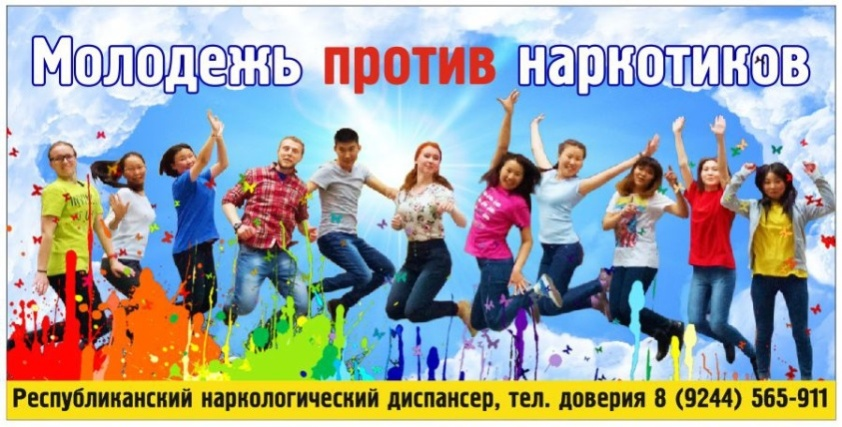 Молодежь против наркотиков
Республиканский наркологический диспансер, тел. доверия 8 (9244) 565-911